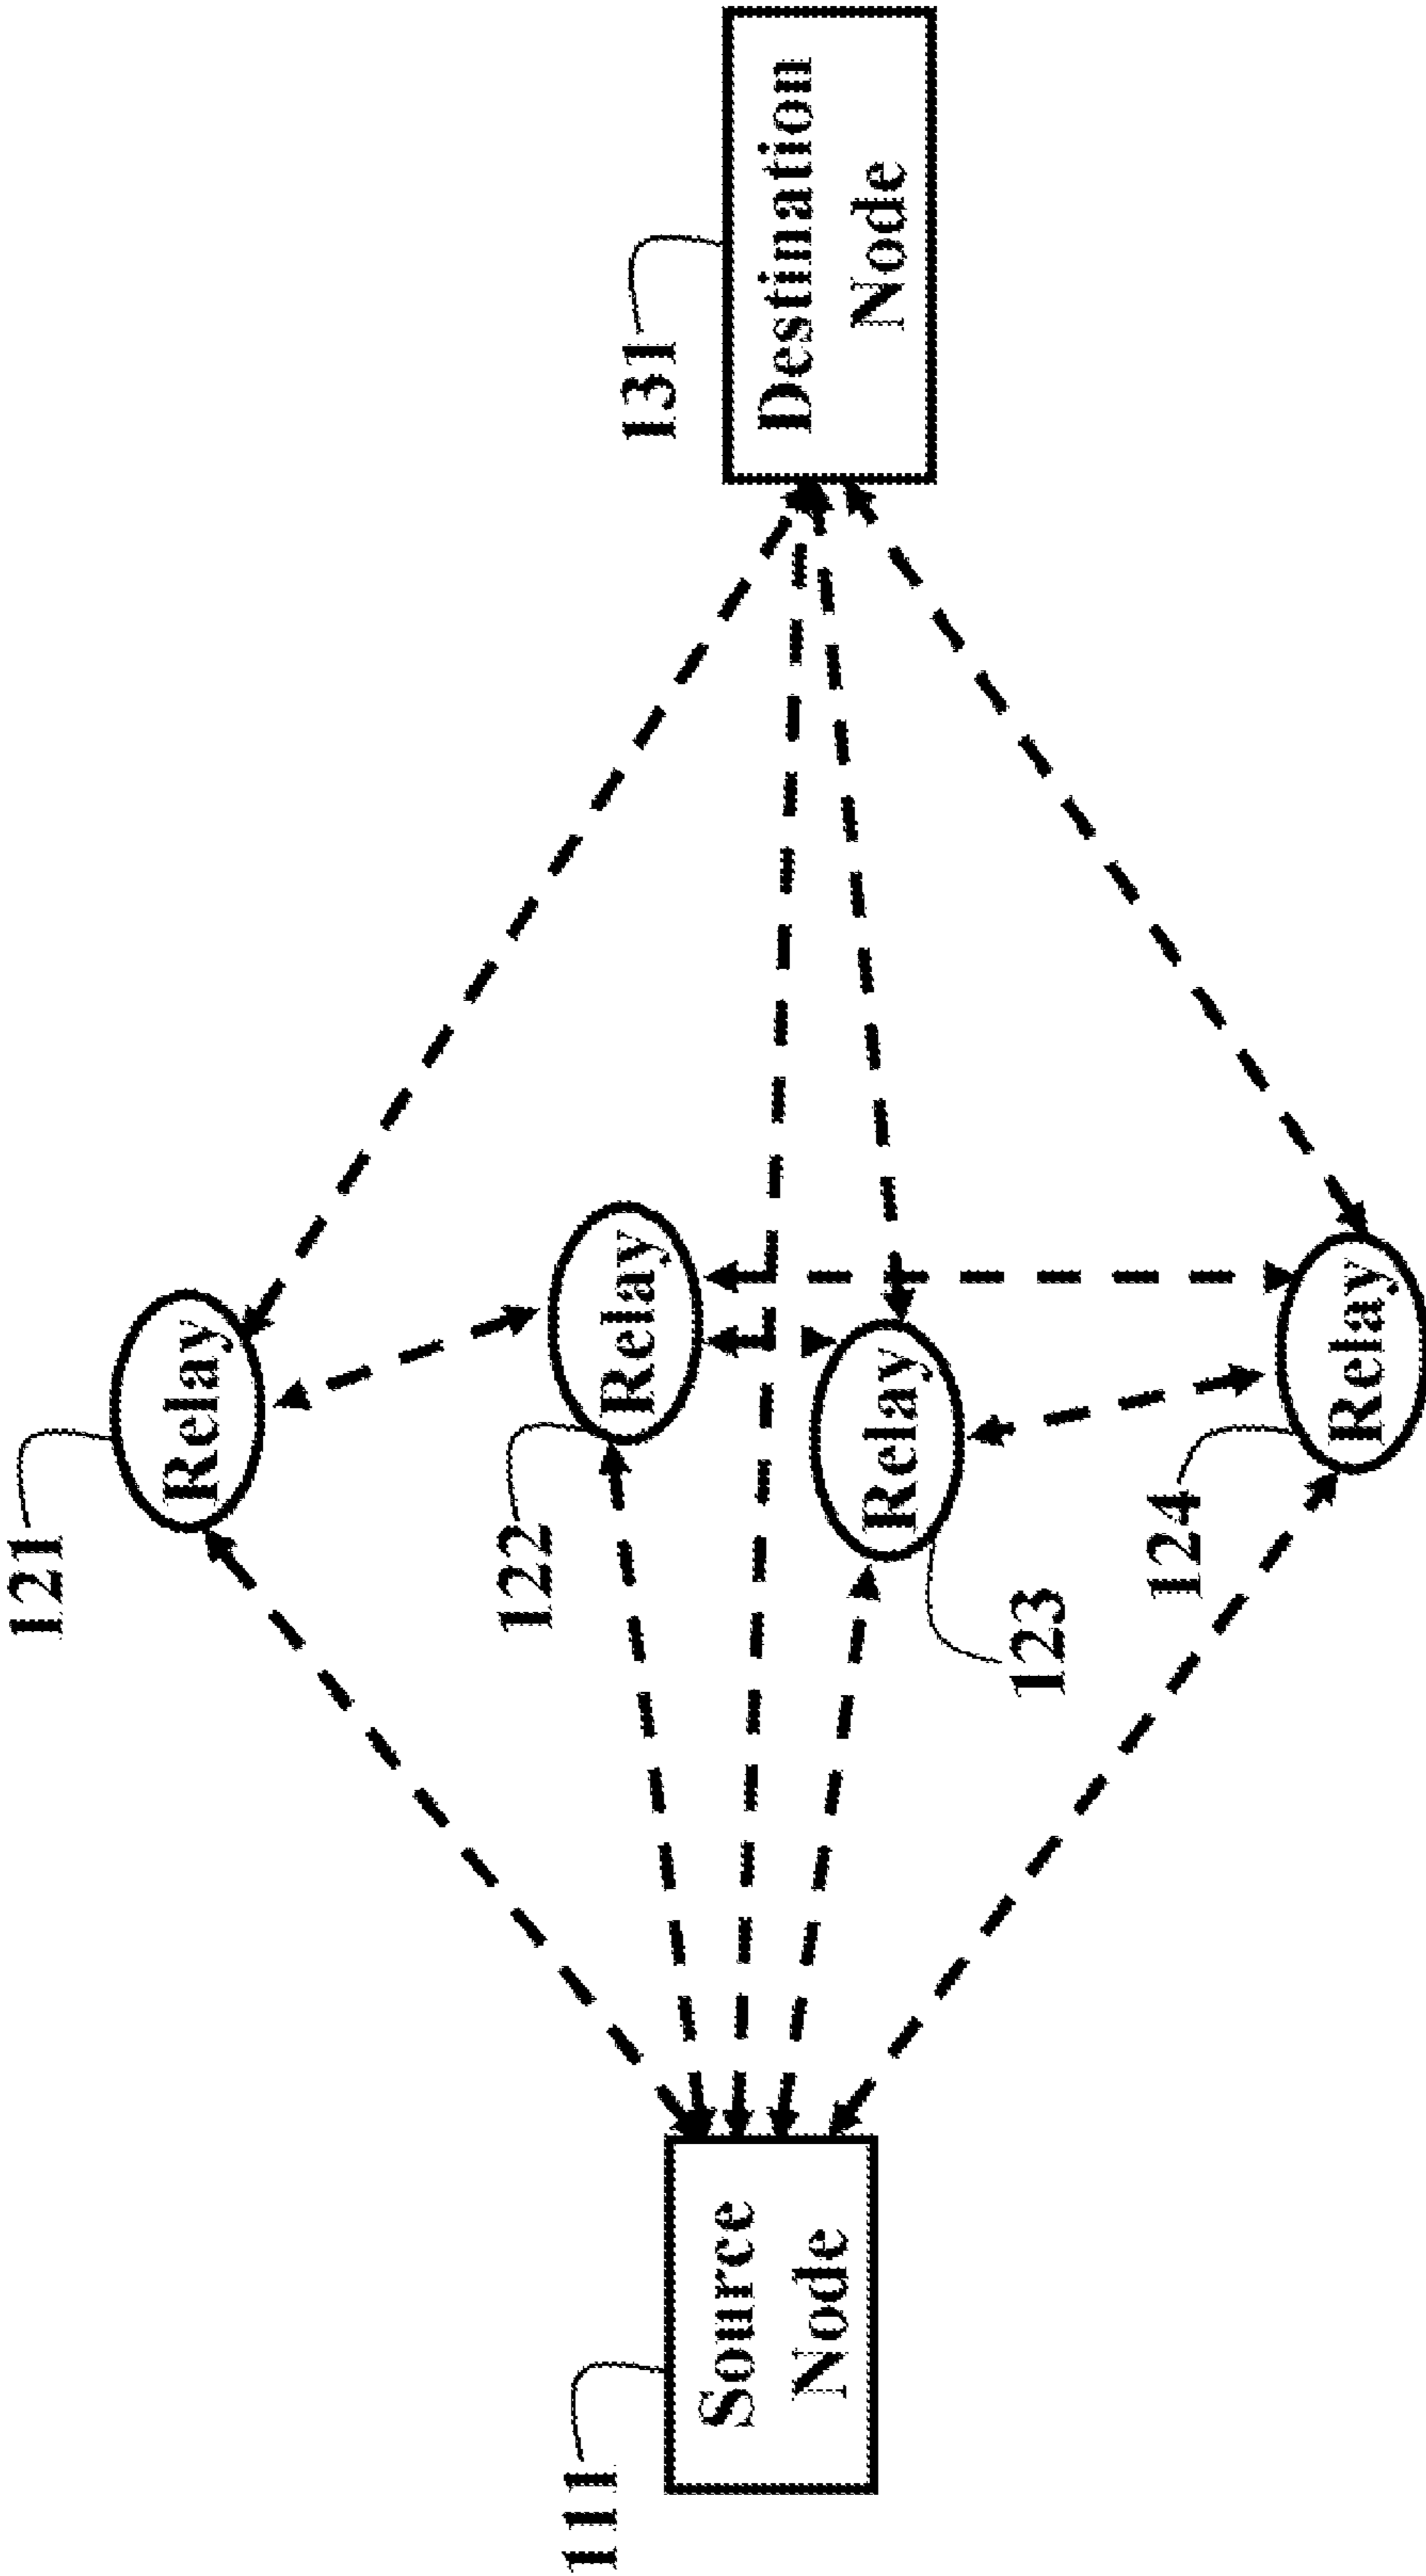 121
Relay
122
Relay
Relay
123
124
Relay
111
Source
Node
131
Destination
Node